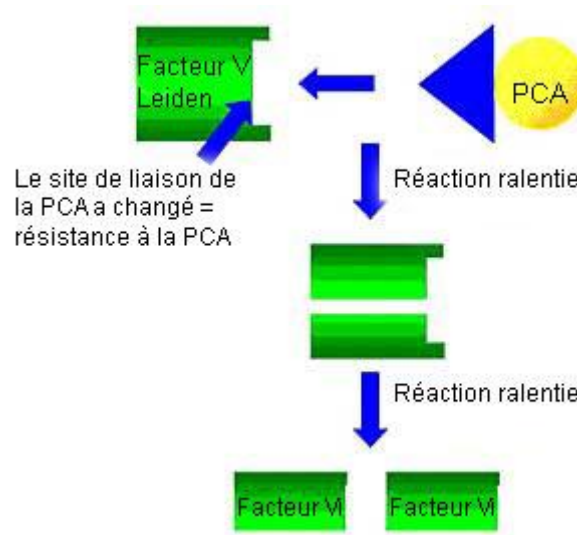 Facteur V
Leiden
PCA
Le site de liaison de
la PCA a changé =
résistance à la PCA
Réaction ralentie
Réaction ralentie
Facteur Vi
Facteur Vi